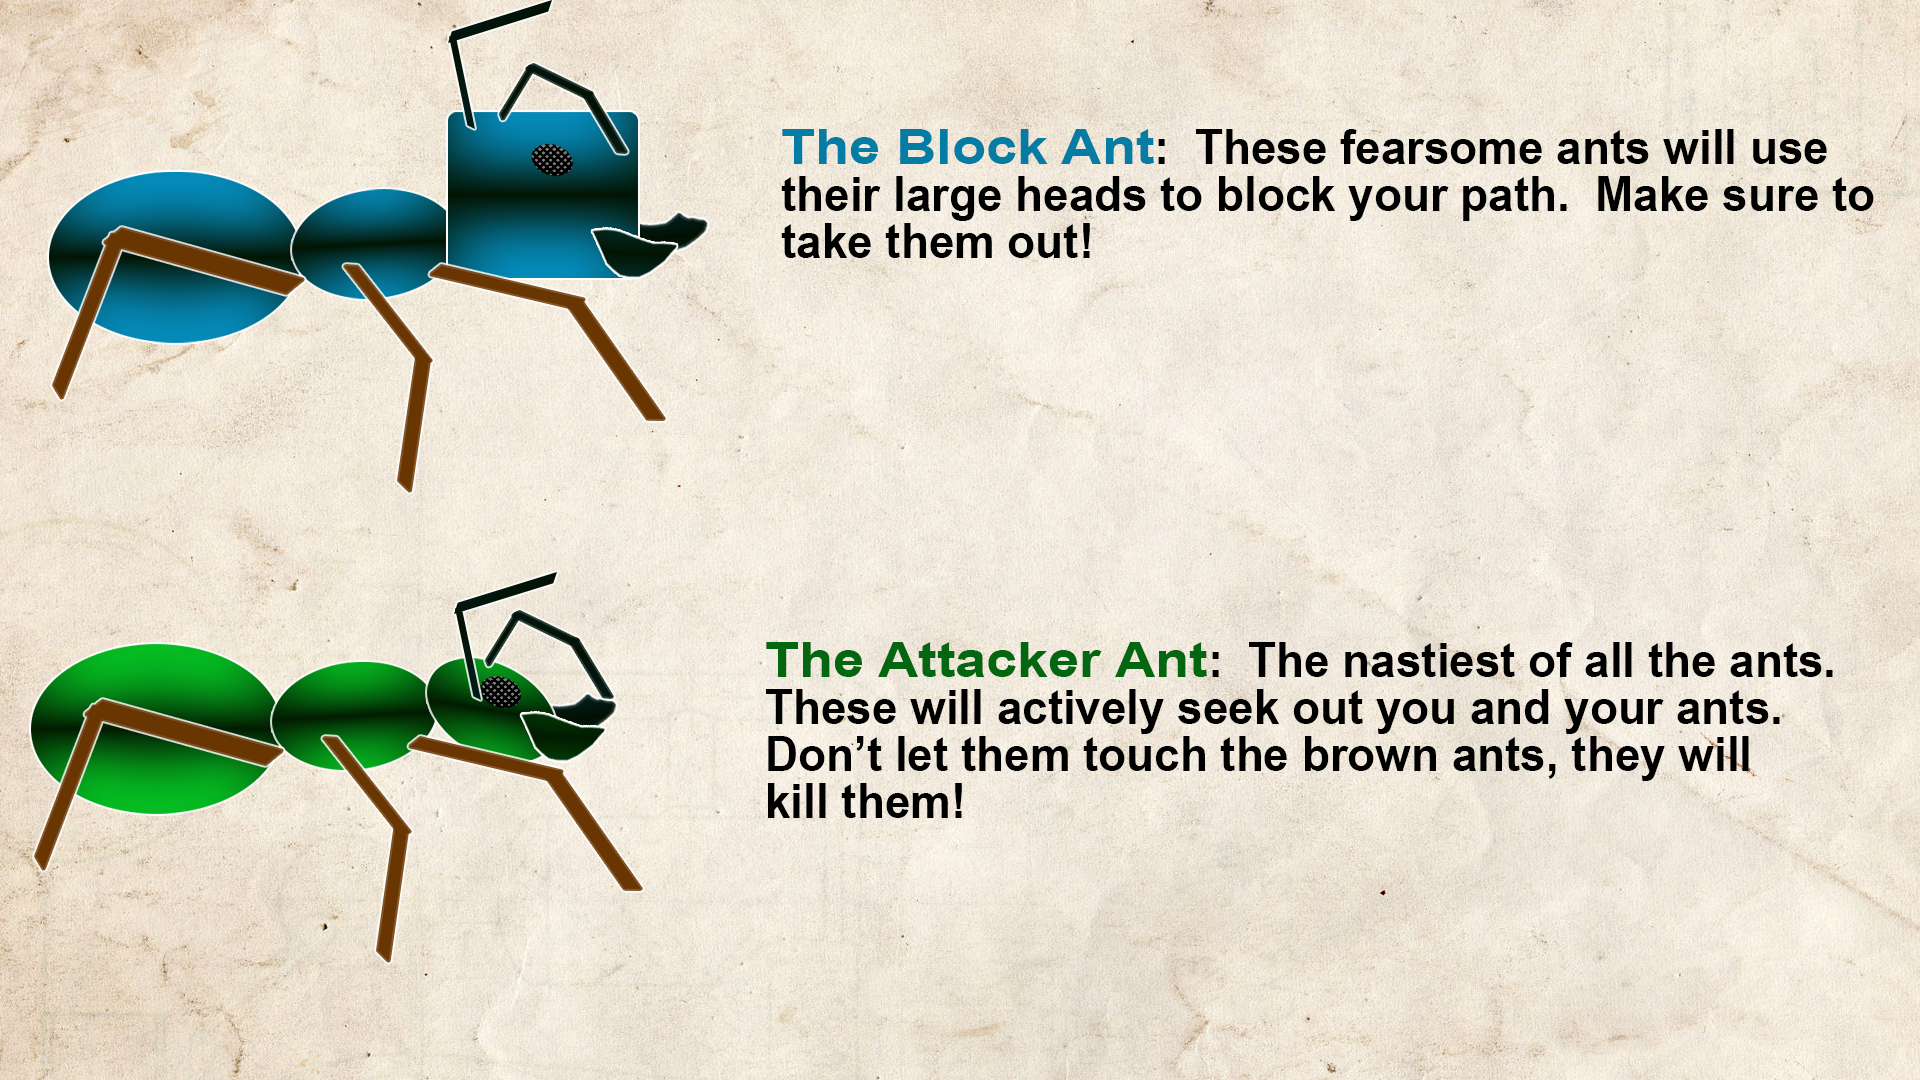 The Block Ant:  These fearsome ants will use
their large heads to block your path.  Make sure to
take them out!
The Attacker Ant:  The nastiest of all the ants.
These will actively seek out you and your ants.
Don’t let them touch the brown ants, they will
kill them!